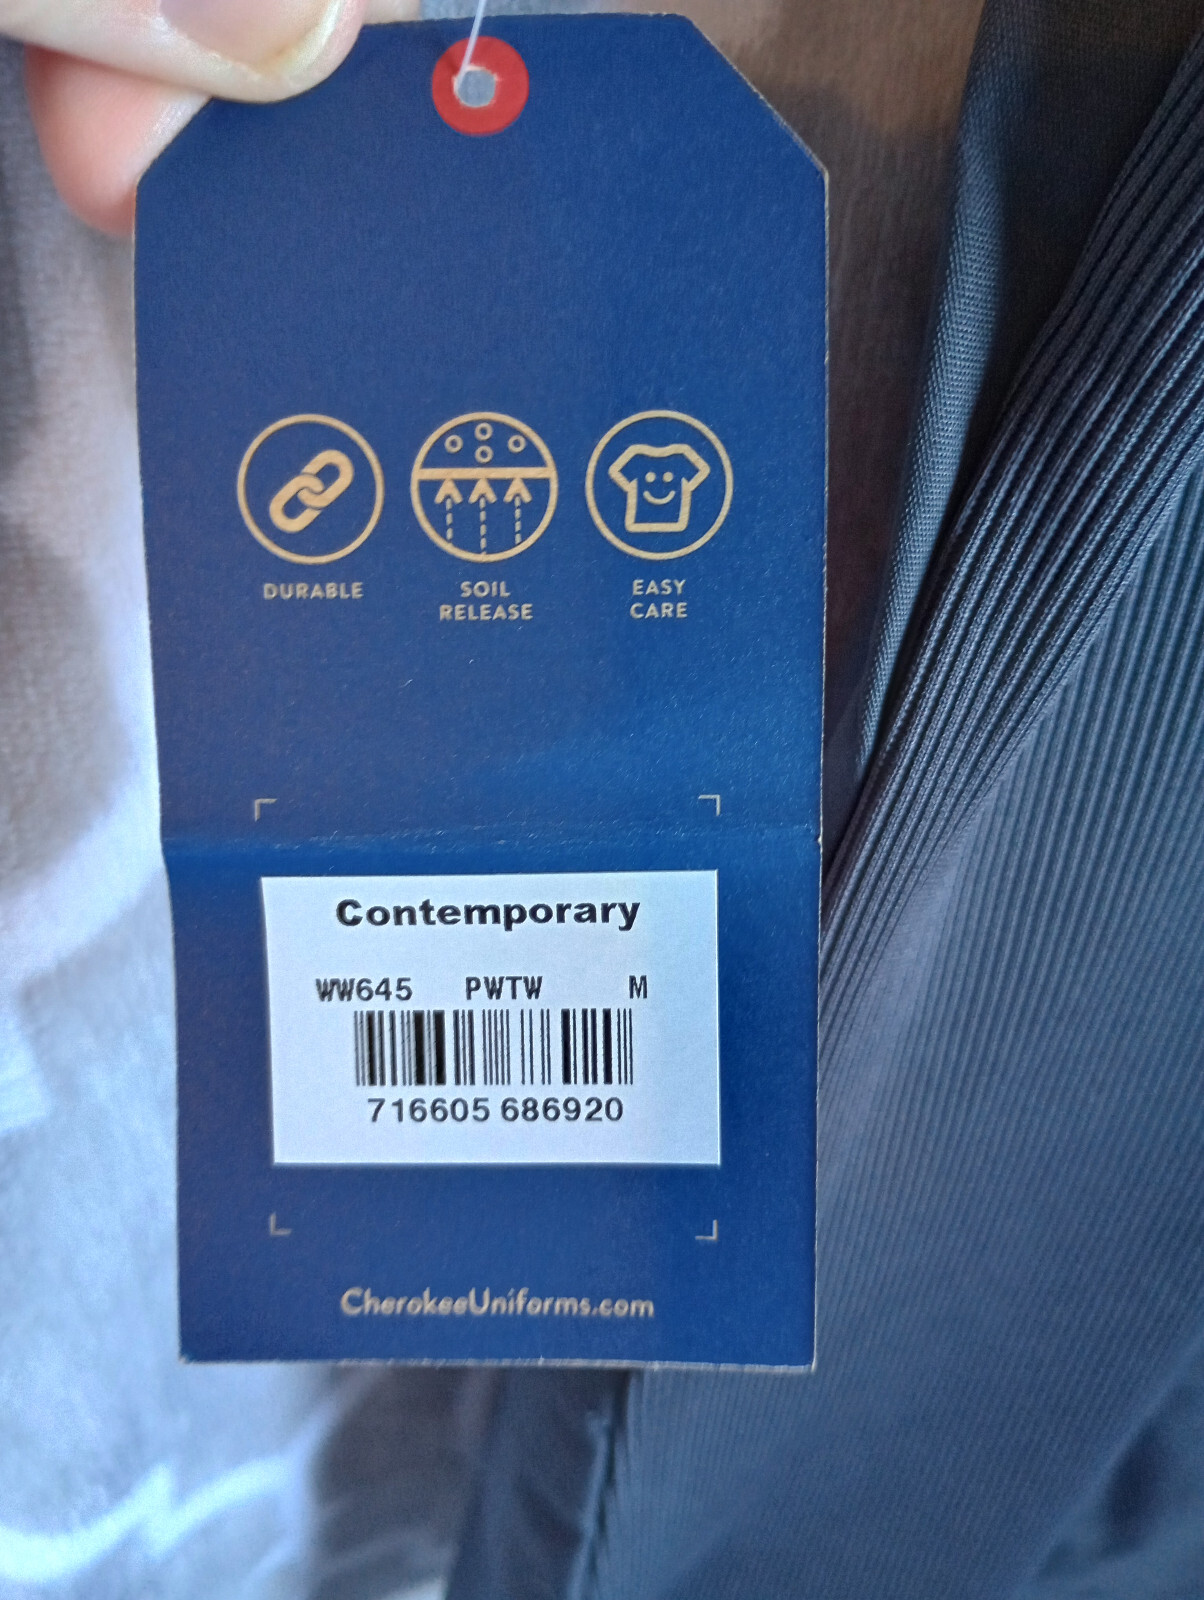 DURABLE
SOIL
RELEASE
EASY
CARE
Contemporary
WW645 PWTW M
716605 686920
CherokeeUniforms.com